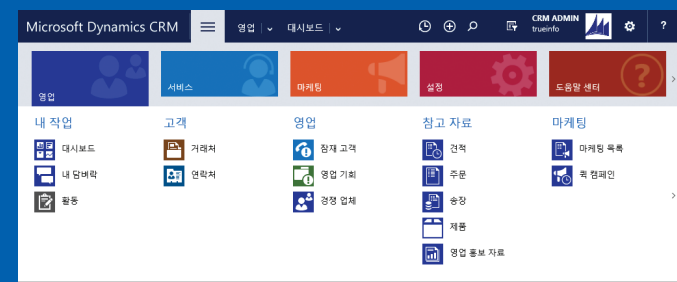 Microsoft Dynamics CRM 영업 대시보드 CRM ADMIN
trueinfo ?
영업 서비스 마케팅 설정 도움말 센터
내 작업 고객 영업 참고 자료 마케팅
대시보드 거래처 잠재 고객 견적 마케팅 목록
내 담벼락 연락처 영업 기회 주문 퀵 캠페인
활동 경쟁 업체 송장
제품
영업 홍보 자료